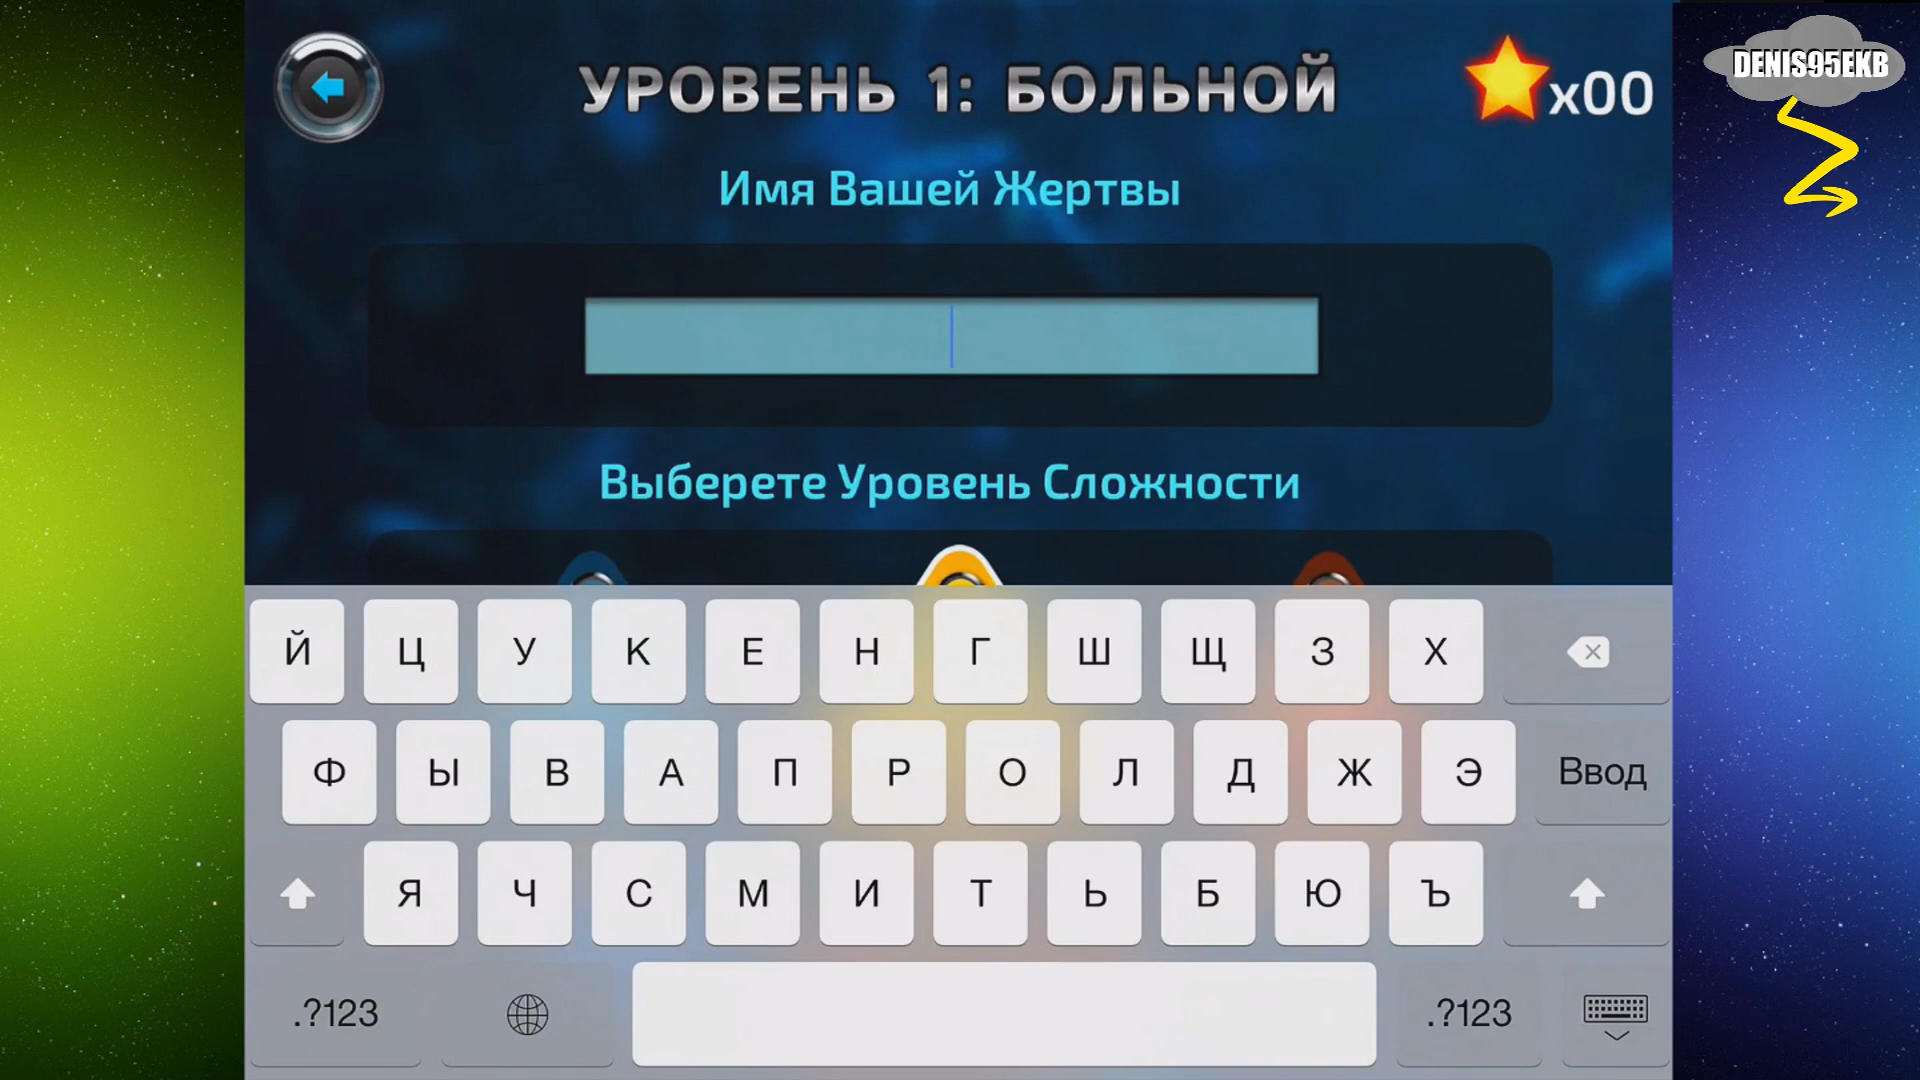 УРОВЕНЬ 1: БОЛЬНОЙ
x00
DENIS95EKB
Имя Вашей Жертвы
Выберете Уровень Сложности
Й Ц У К Е Н Г Ш Щ З Х
Ф Ы В А П Р О Л Д Ж Э Ввод
Я Ч С М И Т Ь Б Ю Ъ
.?123 .?123